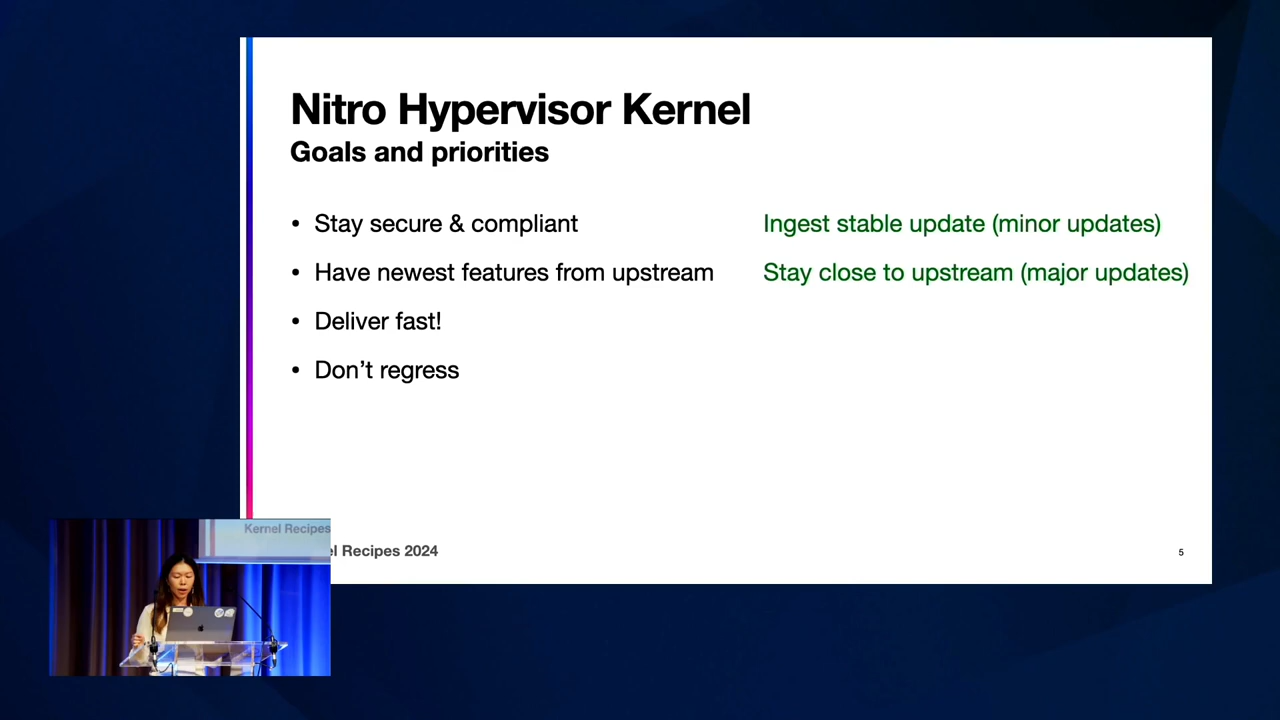 Nitro Hypervisor Kernel
Goals and priorities
• Stay secure & compliant
Ingest stable update (minor updates)
• Have newest features from upstream
Stay close to upstream (major updates)
• Deliver fast!
• Don’t regress
Kernel Recipes
el Recipes 2024
5